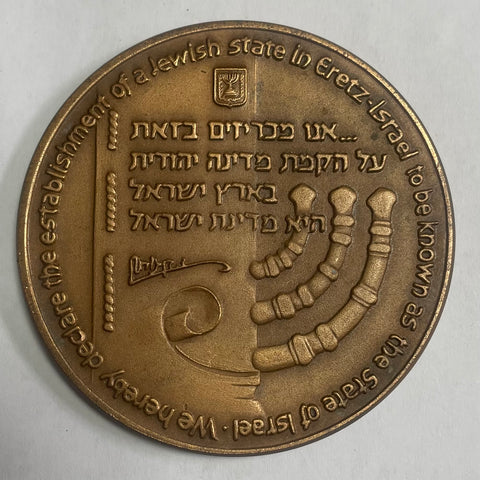 We hereby declare the establishment of a Jewish state in Eretz-Israel to be known as the State of Israel ·
...אנו מכריזים בזאת
על הקמת מדינה יהודית
בארץ ישראל
היא מדינת ישראל